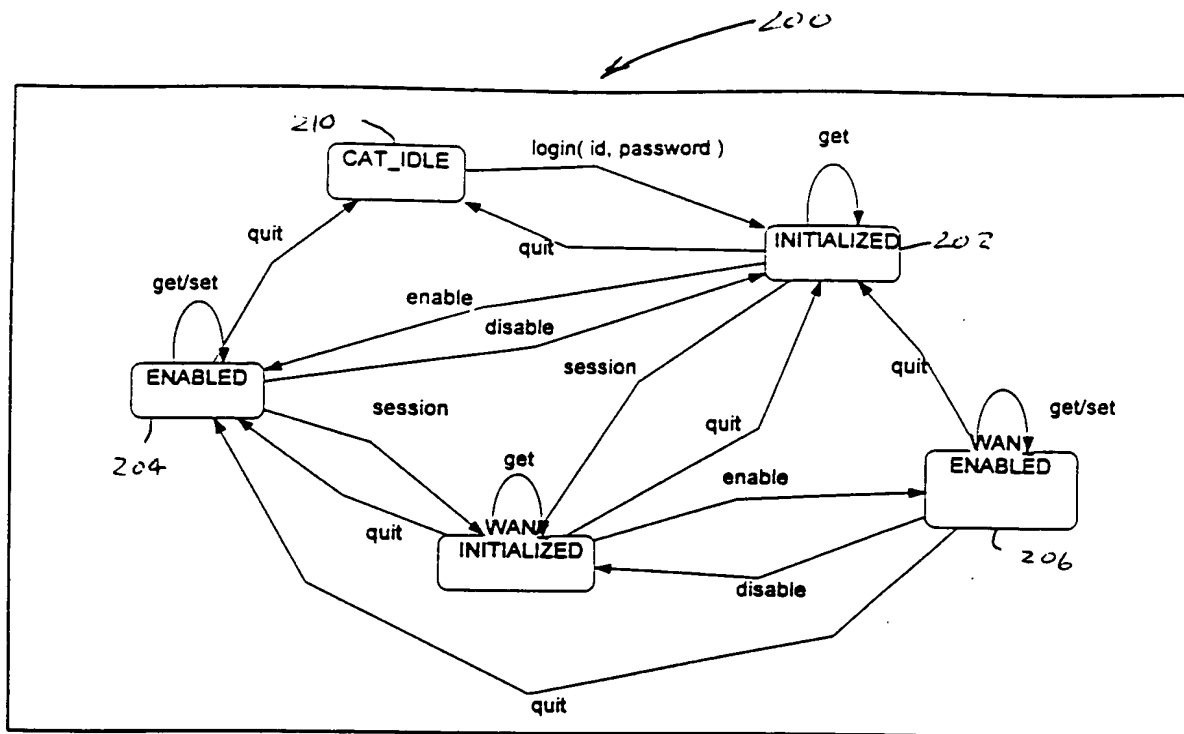 200
210
CAT_IDLE
login( id, password )
get
INITIALIZED
202
quit
quit
get/set
enable
disable
ENABLED
204
session
session
quit
quit
get/set
WAN
ENABLED
206
get
enable
quit
WAN
INITIALIZED
disable
quit